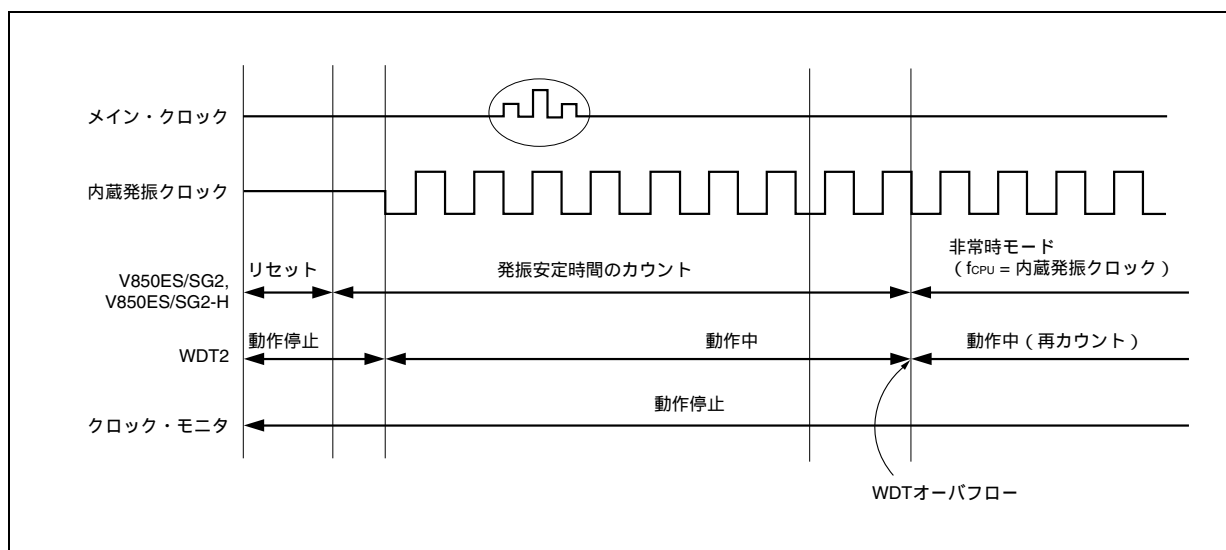 メイン・クロック
内蔵発振クロック
非常時モード
（fCPU = 内蔵発振クロック）
リセット
発振安定時間のカウント
V850ES/SG2,
V850ES/SG2-H
動作停止
動作中
動作中（再カウント）
WDT2
動作停止
クロック・モニタ
WDTオーバフロー